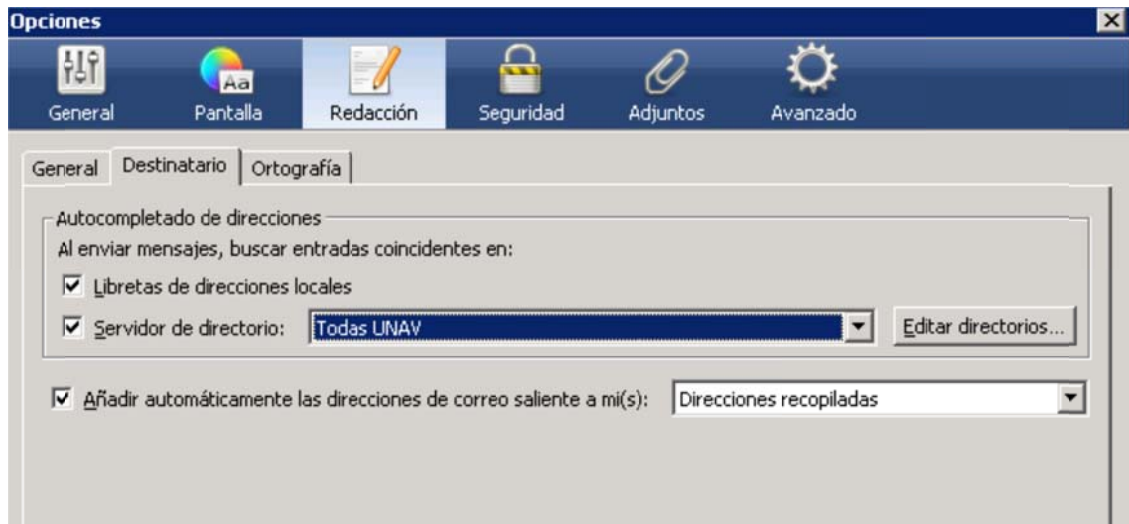 Opciones
General Pantalla Redacción Seguridad Adjuntos Avanzado
General Destinatario Ortografía
Autocompletado de direcciones
Al enviar mensajes, buscar entradas coincidentes en:
Libretas de direcciones locales
Servidor de directorio: Todas UNAV Editar directorios...
Añadir automáticamente las direcciones de correo saliente a mi(s): Direcciones recopiladas